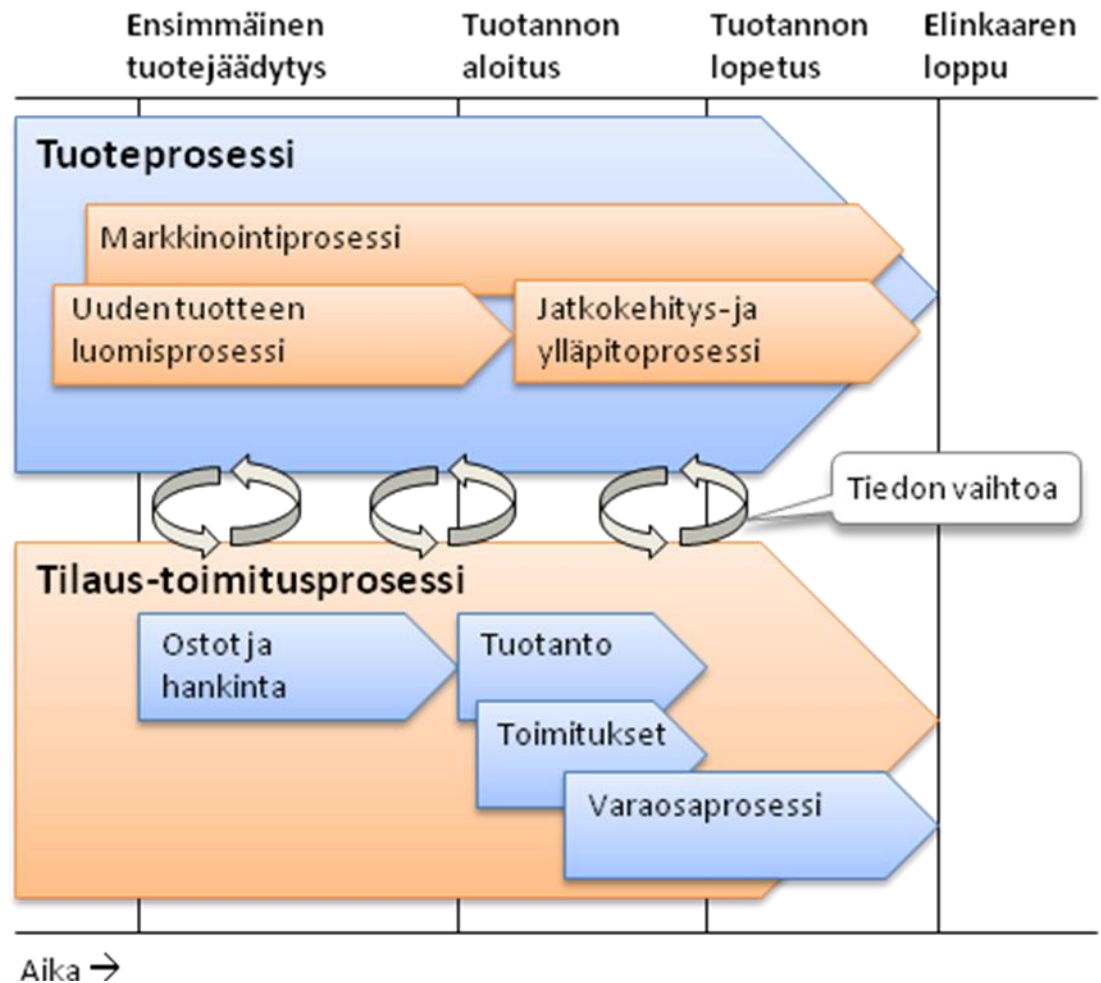 Ensimmäinen
tuotejäädytys
Tuotannon
aloitus
Tuotannon
lopetus
Elinkaaren
loppu
Tuoteprosessi
Markkinointiprosessi
Uuden tuotteen
luomisprosessi
Jatkokehitys-ja
ylläpitoprosessi
Tiedon vaihtoa
Tilaus-toimitusprosessi
Ostot ja
hankinta
Tuotanto
Toimitukset
Varaosaprosessi
Aika →